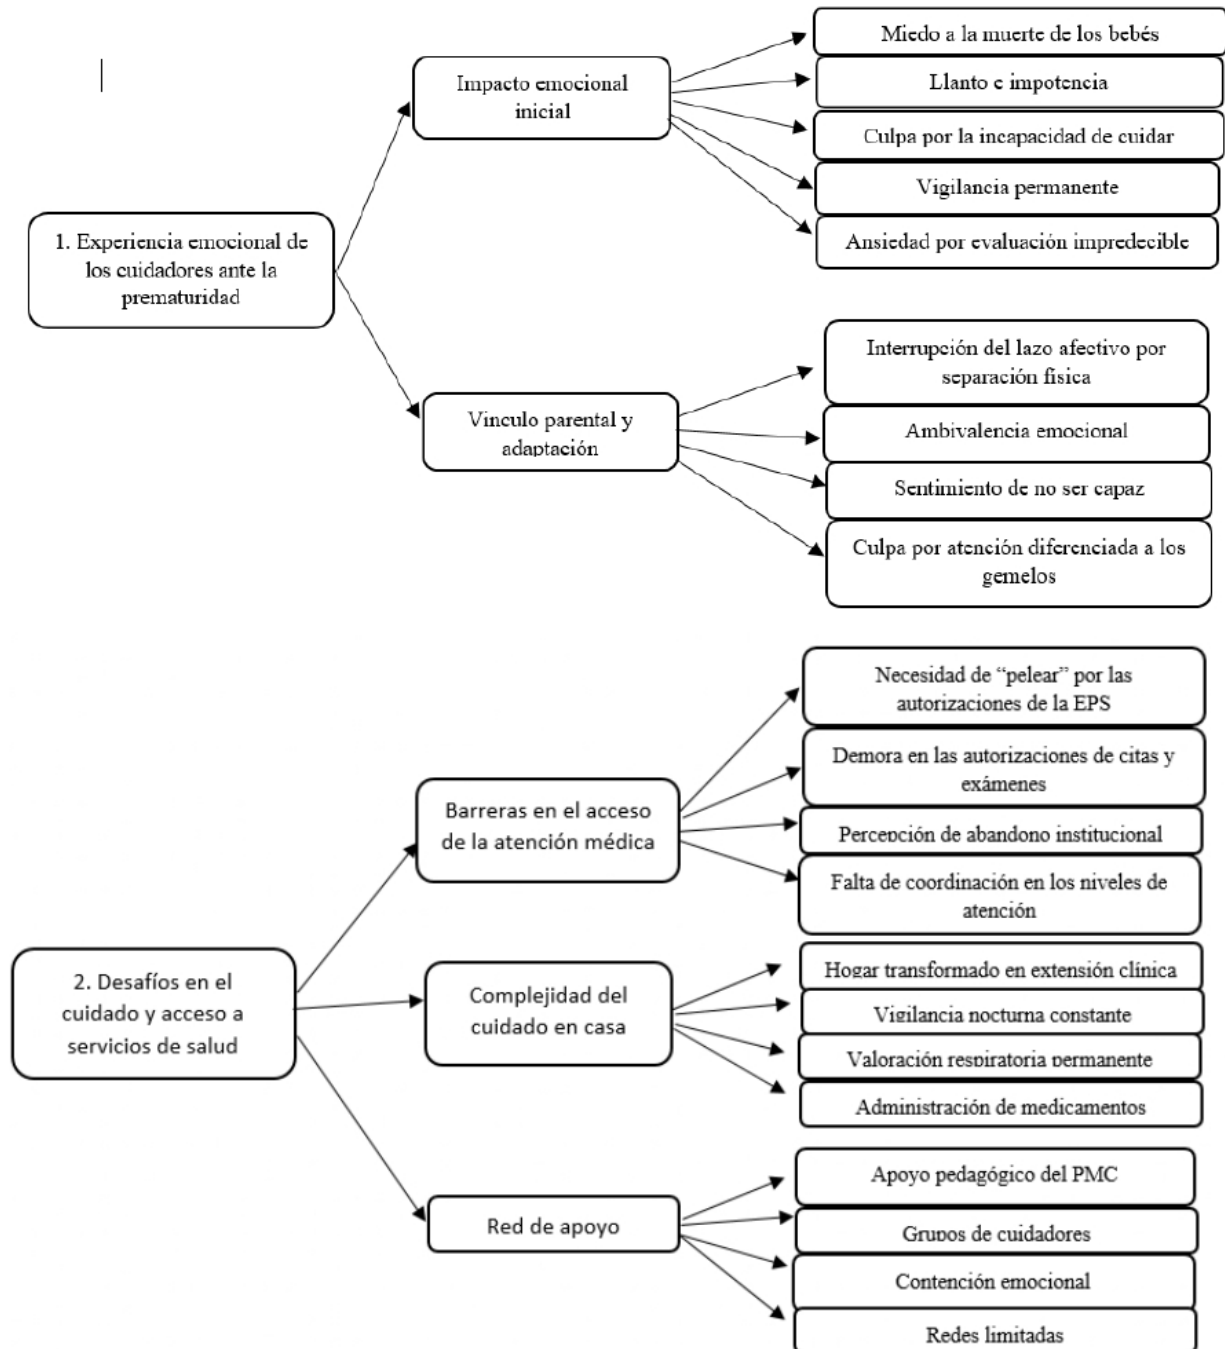 1. Experiencia emocional de
los cuidadores ante la
prematuridad
Impacto emocional
inicial
Miedo a la muerte de los bebés
Llanto e impotencia
Culpa por la incapacidad de cuidar
Vigilancia permanente
Ansiedad por evaluación impredecible
Vinculo parental y
adaptación
Interrupción del lazo afectivo por
separación física
Ambivalencia emocional
Sentimiento de no ser capaz
Culpa por atención diferenciada a los
gemelos
2. Desafíos en el
cuidado y acceso a
servicios de salud
Barreras en el acceso
de la atención médica
Necesidad de “pelear” por las
autorizaciones de la EPS
Demora en las autorizaciones de citas y
exámenes
Percepción de abandono institucional
Falta de coordinación en los niveles de
atención
Complejidad del
cuidado en casa
Hogar transformado en extensión clínica
Vigilancia nocturna constante
Valoración respiratoria permanente
Administración de medicamentos
Red de apoyo
Apoyo pedagógico del PMC
Grupos de cuidadores
Contención emocional
Redes limitadas